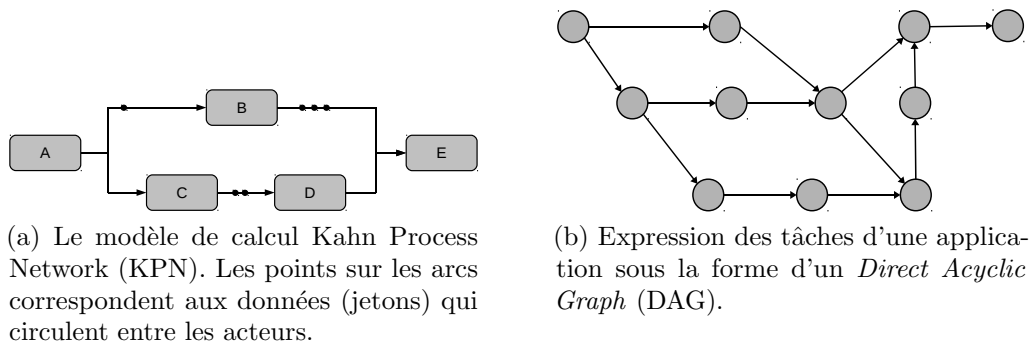 A
B
C
D
E
(a) Le modèle de calcul Kahn Process
Network (KPN). Les points sur les arcs
correspondent aux données (jetons) qui
circulent entre les acteurs.
(b) Expression des tâches d'une applica-
tion sous la forme d'un Direct Acyclic
Graph (DAG).